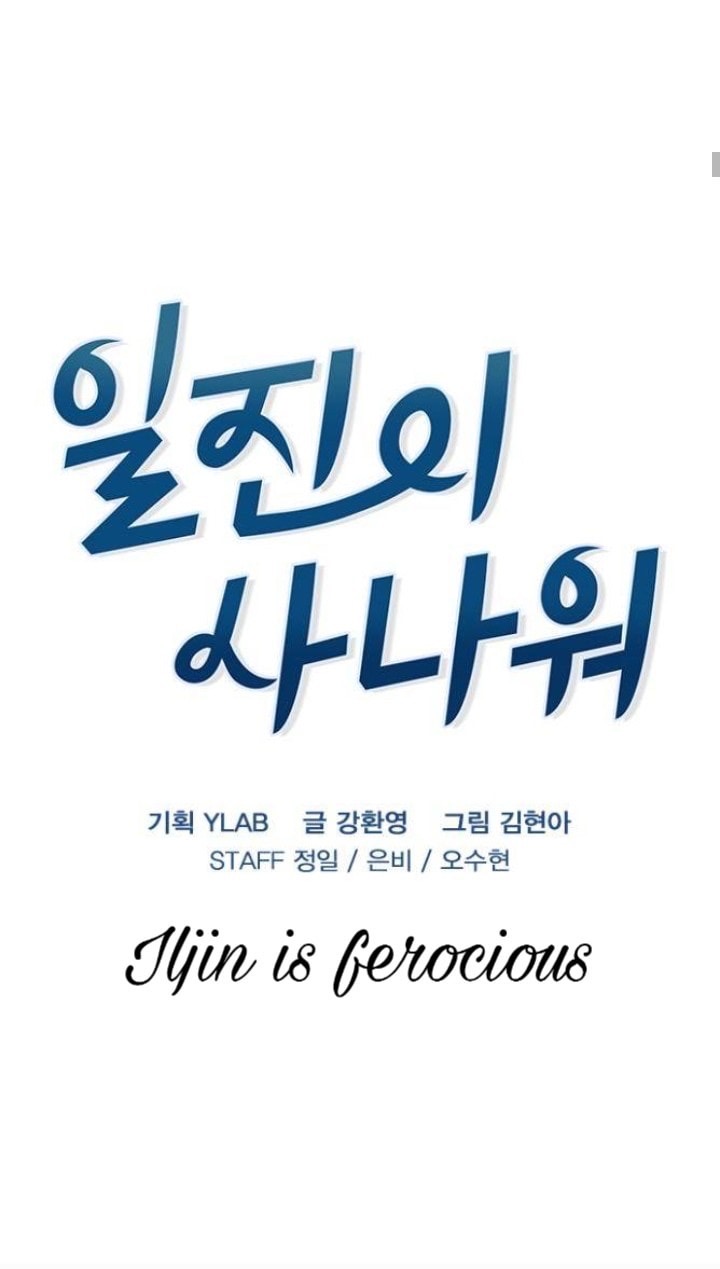 일진이
사나워
기획 YLAB 글 강환영 그림 김현아
STAFF 정일 / 은비 / 오수현
Iljin is ferocious